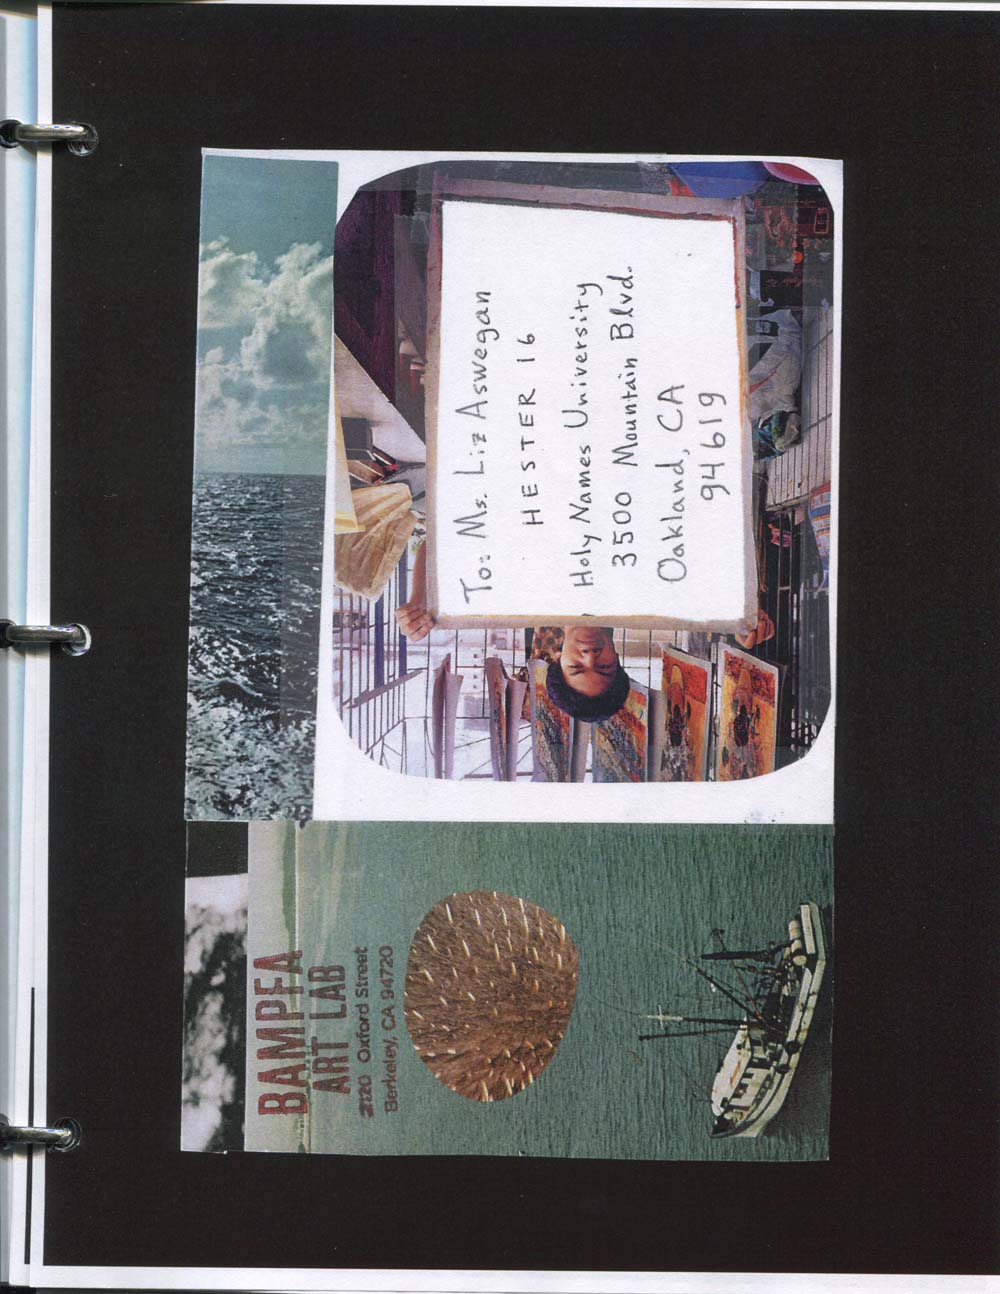 BAMPFA
ART LAB
2120 Oxford Street
Berkeley, CA 94720
To: Ms. Liz Aswegan
HESTER 16
Holy Names University
3500 Mountain Blvd.
Oakland, CA
94619